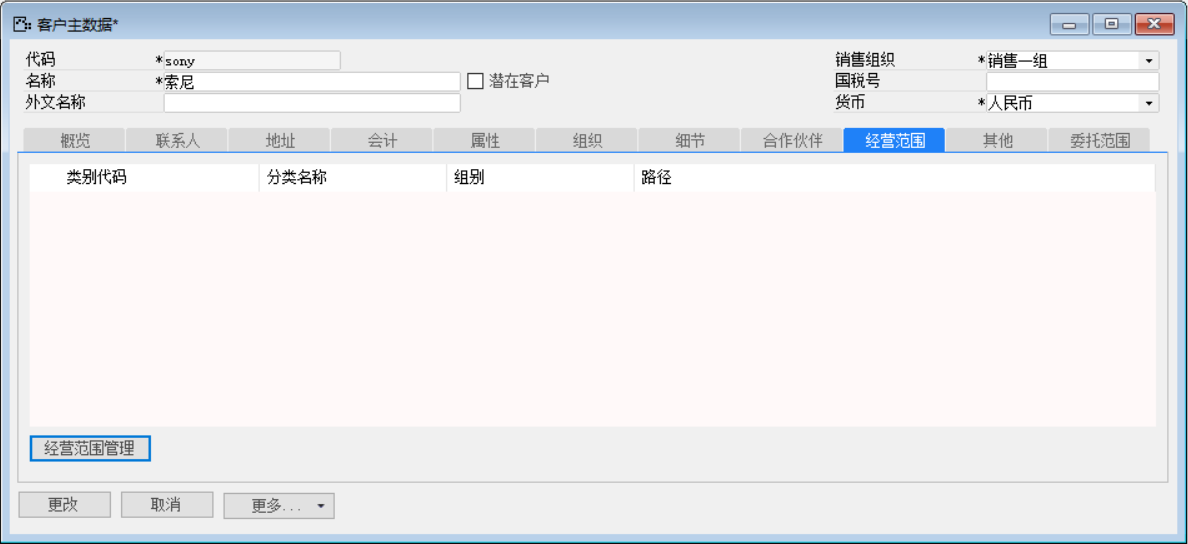 客户主数据*
代码 *sony 销售组织 *销售一组
名称 *索尼 潜在客户 国税号
外文名称 货币 *人民币
概览 联系人 地址 会计 属性 组织 细节 合作伙伴 经营范围 其他 委托范围
类别代码 分类名称 组别 路径
经营范围管理
更改 取消 更多...